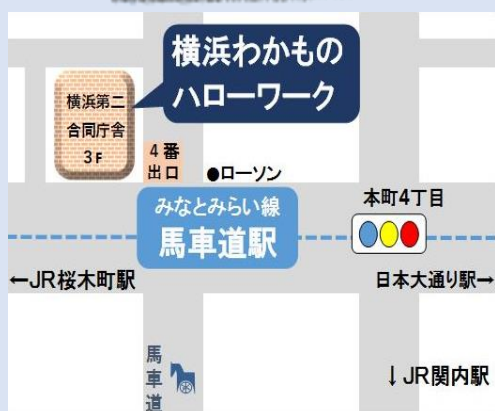 横浜わかもの
ハローワーク
横浜第二
合同庁舎
3F
4番
出口
●ローソン
みなとみらい線
馬車道駅
本町4丁目
←JR桜木町駅
日本大通り駅→
馬車道
↓JR関内駅